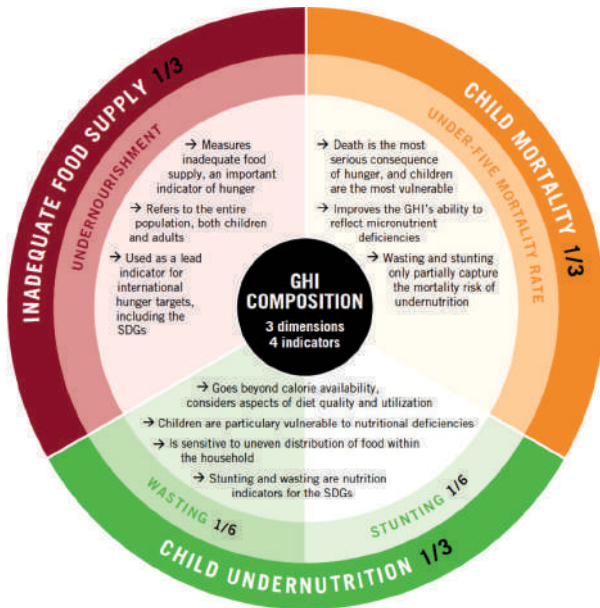 INADEQUATE FOOD SUPPLY 1/3
UNDERNOURISHMENT
→ Measures
inadequate food
supply, an important
indicator of hunger
→ Refers to the entire
population, both children
and adults
→ Used as a lead
indicator for
international
hunger targets,
including the
SDGs
CHILD MORTALITY 1/3
UNDER-FIVE MORTALITY RATE
→ Death is the most
serious consequence
of hunger, and children
are the most vulnerable
→ Improves the GHI's ability to
reflect micronutrient
deficiencies
→ Wasting and stunting
only partially capture
the mortality risk of
undernutrition
GHI
COMPOSITION
3 dimensions
4 indicators
→ Goes beyond calorie availability,
considers aspects of diet quality and utilization
→ Children are particulary vulnerable to nutritional deficiencies
→ Is sensitive to uneven distribution of food within
the household
→ Stunting and wasting are nutrition
indicators for the SDGs
WASTING 1/6
STUNTING 1/6
CHILD UNDERNUTRITION 1/3